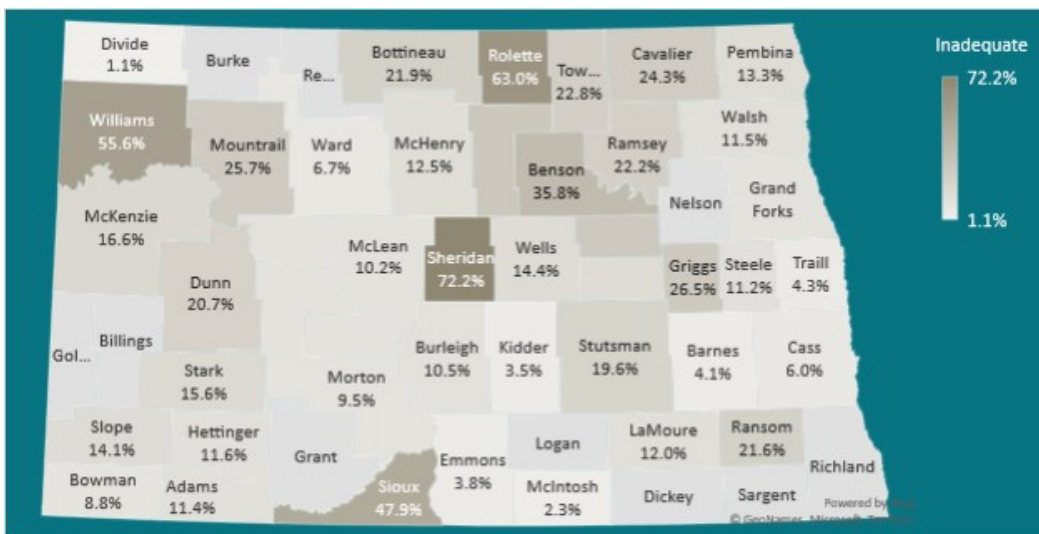 Divide
1.1%
Burke
Re...
Bottineau
21.9%
Rolette
63.0%
Tow...
22.8%
Cavalier
24.3%
Pembina
13.3%
Inadequate
72.2%
1.1%
Williams
55.6%
Mountrail
25.7%
Ward
6.7%
McHenry
12.5%
Benson
35.8%
Ramsey
22.2%
Walsh
11.5%
Nelson
Grand
Forks
McKenzie
16.6%
McLean
10.2%
Sheridan
72.2%
Wells
14.4%
Griggs
26.5%
Steele
11.2%
Traill
4.3%
Dunn
20.7%
Gol...
Billings
Stark
15.6%
Morton
9.5%
Burleigh
10.5%
Kidder
3.5%
Stutsman
19.6%
Barnes
4.1%
Cass
6.0%
Slope
14.1%
Hettinger
11.6%
Grant
Emmons
3.8%
Logan
LaMoure
12.0%
Ransom
21.6%
Richland
Bowman
8.8%
Adams
11.4%
Sioux
47.9%
McIntosh
2.3%
Dickey
Sargent
Powered by
© GeoNames, Microsoft,